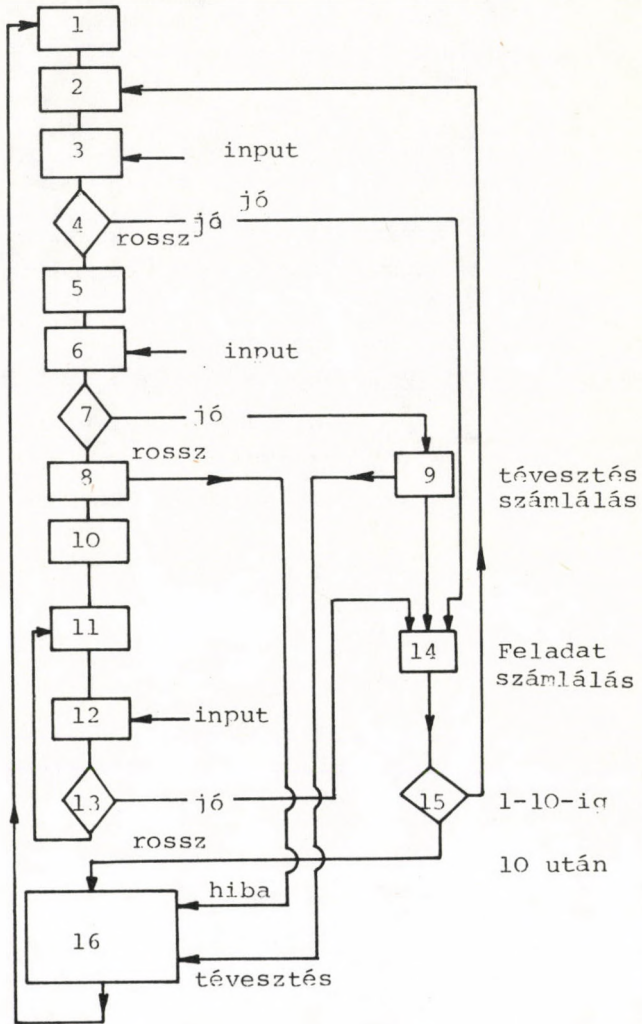 1
2
3 input
jó
4 jó
rossz
5
6 input
7 jó
rossz
8 9 tévesztés
számlálás
10
11
14 Feladat
számlálás
12 input
13 jó 15 1-10-ig
rossz 10 után
hiba
16
tévesztés